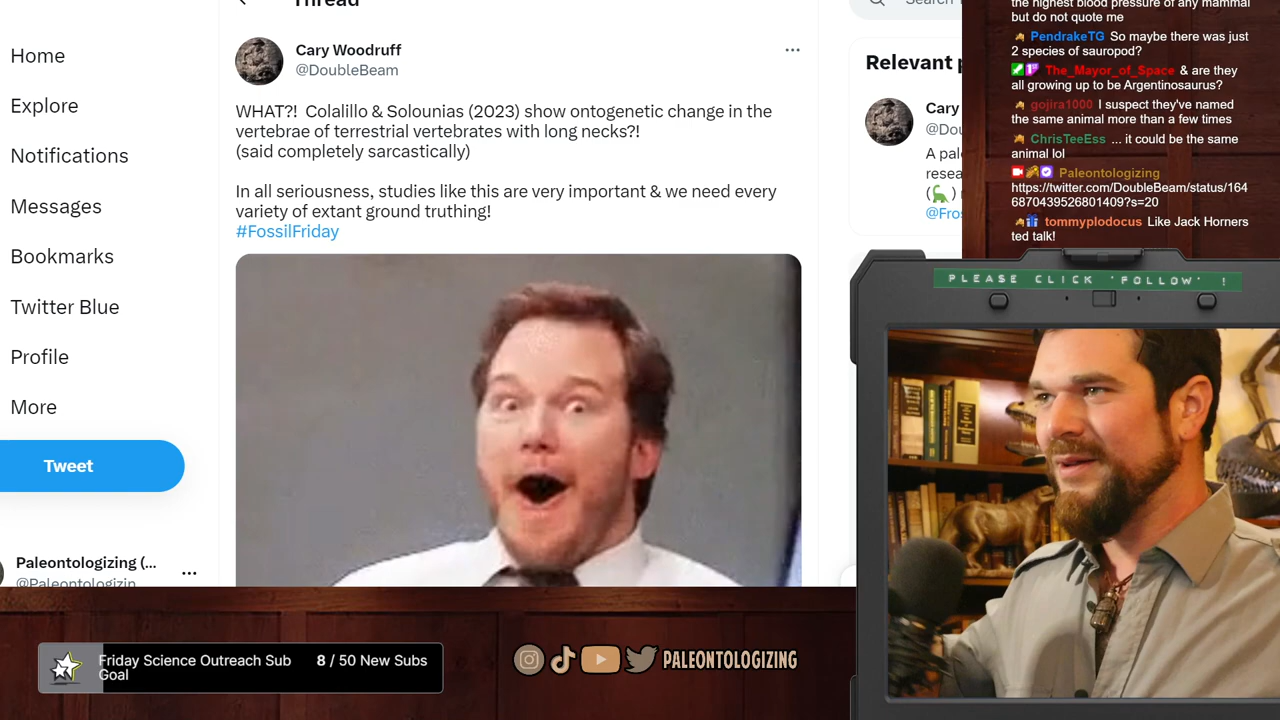 Thread
Search
Home
Explore
Notifications
Messages
Bookmarks
Twitter Blue
Profile
More
Tweet
Paleontologizing (...
@Paleontologizin
Cary Woodruff
@DoubleBeam
WHAT?!  Colalillo & Solounias (2023) show ontogenetic change in the
vertebrae of terrestrial vertebrates with long necks?!
(said completely sarcastically)
In all seriousness, studies like this are very important & we need every
variety of extant ground truthing!
#FossilFriday
Relevant
Cary
@Dou
A pal
resea
@Fros
the highest blood pressure of any mammal
but do not quote me
PendrakeTG So maybe there was just
2 species of sauropod?
The_Mayor_of_Space & are they
all growing up to be Argentinosaurus?
gojira1000 I suspect they've named
the same animal more than a few times
ChrisTeeEss ... it could be the same
animal lol
Paleontologizing
https://twitter.com/DoubleBeam/status/164
6870439526801409?s=20
tommyplodocus Like Jack Horners
ted talk!
PLEASE CLICK 'FOLLOW' !
Friday Science Outreach Sub
Goal
8 / 50 New Subs
PALEONTOLOGIZING